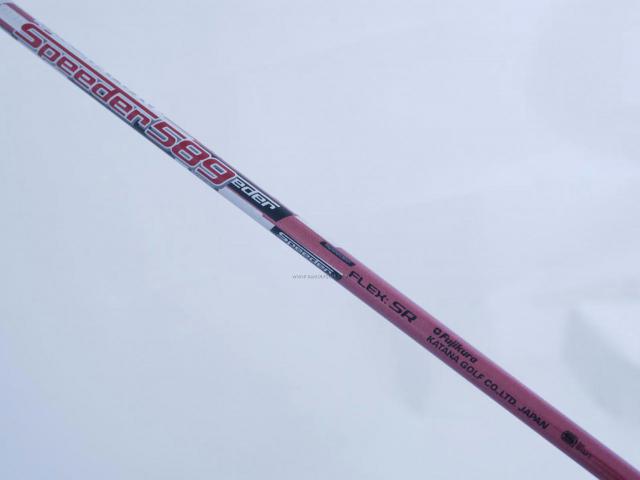 Speeder589
eder
Speeder
FLEX: SR
Fujikura
KATANA GOLF CO.,LTD. JAPAN